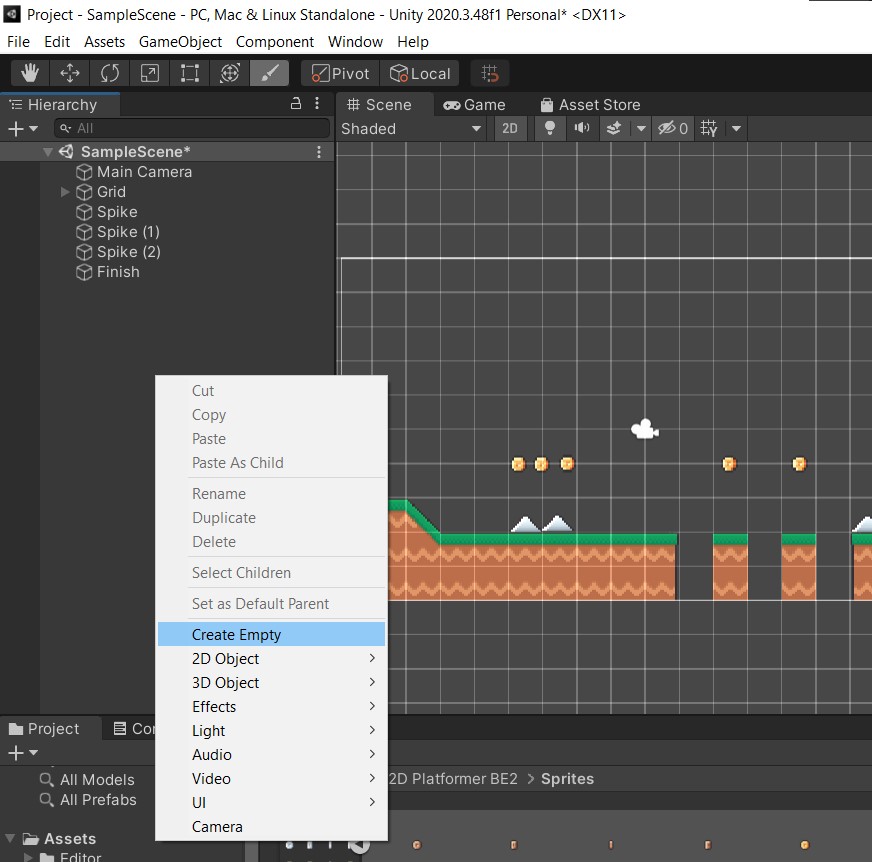 Project - SampleScene - PC, Mac & Linux Standalone - Unity 2020.3.48f1 Personal* <DX11>
File Edit Assets GameObject Component Window Help
Pivot Local
Hierarchy
Scene Game Asset Store
All
Shaded 2D 0
SampleScene*
Main Camera
Grid
Spike
Spike (1)
Spike (2)
Finish
Cut
Copy
Paste
Paste As Child
Rename
Duplicate
Delete
Select Children
Set as Default Parent
Create Empty
2D Object
3D Object
Effects
Light
Audio
Video
UI
Camera
Project Con
2D Platformer BE2 > Sprites
All Models
All Prefabs
Assets
Editor